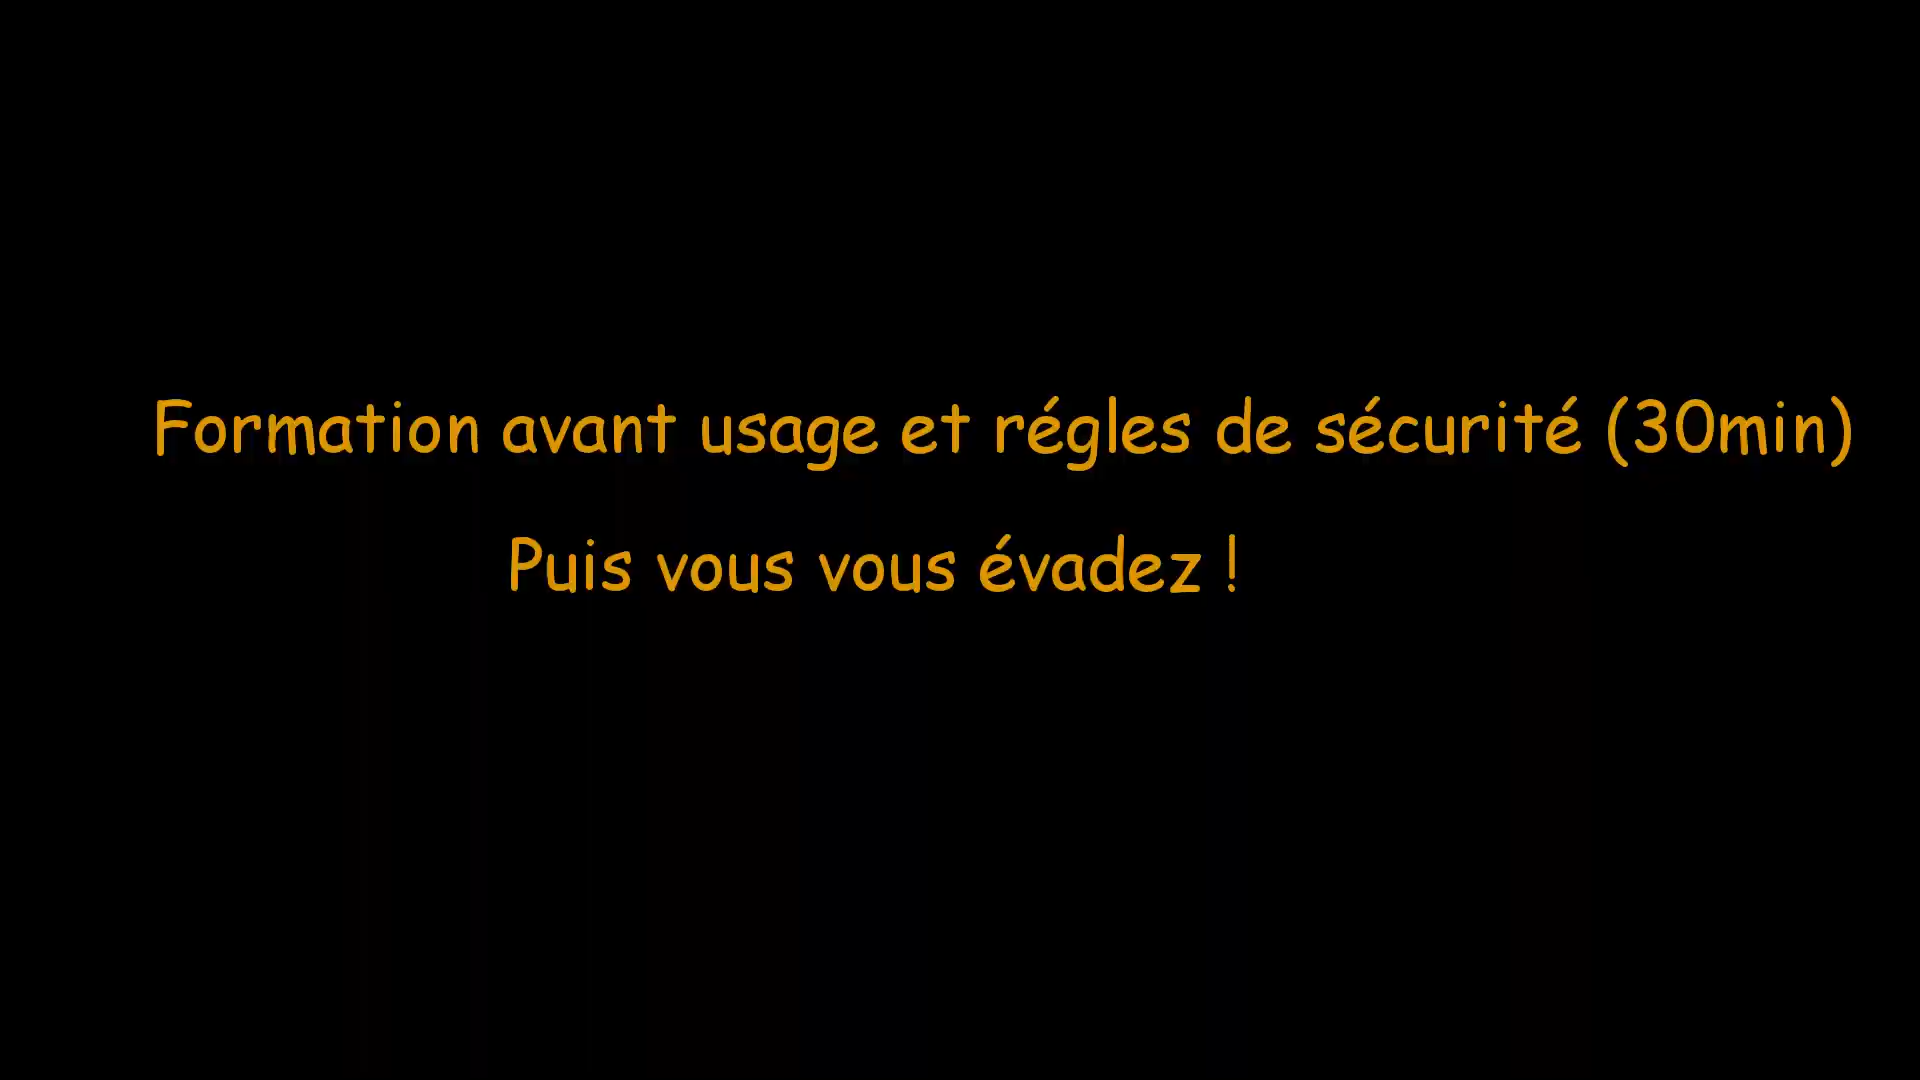 Formation avant usage et régles de sécurité (30min)
Puis vous vous évadez !